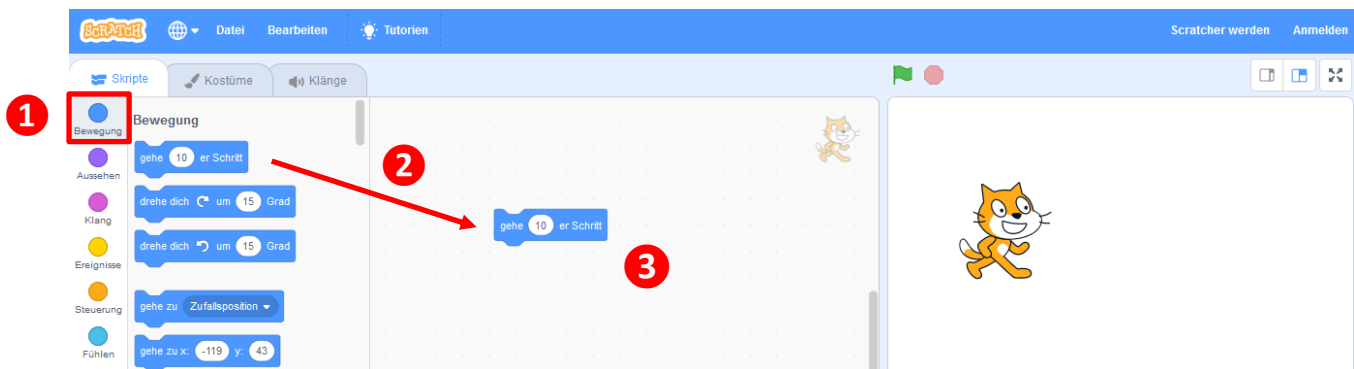 SCRATCH Datei Bearbeiten Tutorien Scratcher werden Anmelden
Skripte Kostüme Klänge
1
Bewegung
Aussehen
Klang
Ereignisse
Steuerung
Fühlen
Bewegung
gehe 10 er Schritt
drehe dich um 15 Grad
drehe dich um 15 Grad
gehe zu Zufallsposition
gehe zu x: -119 y: 43
2
gehe 10 er Schritt
3